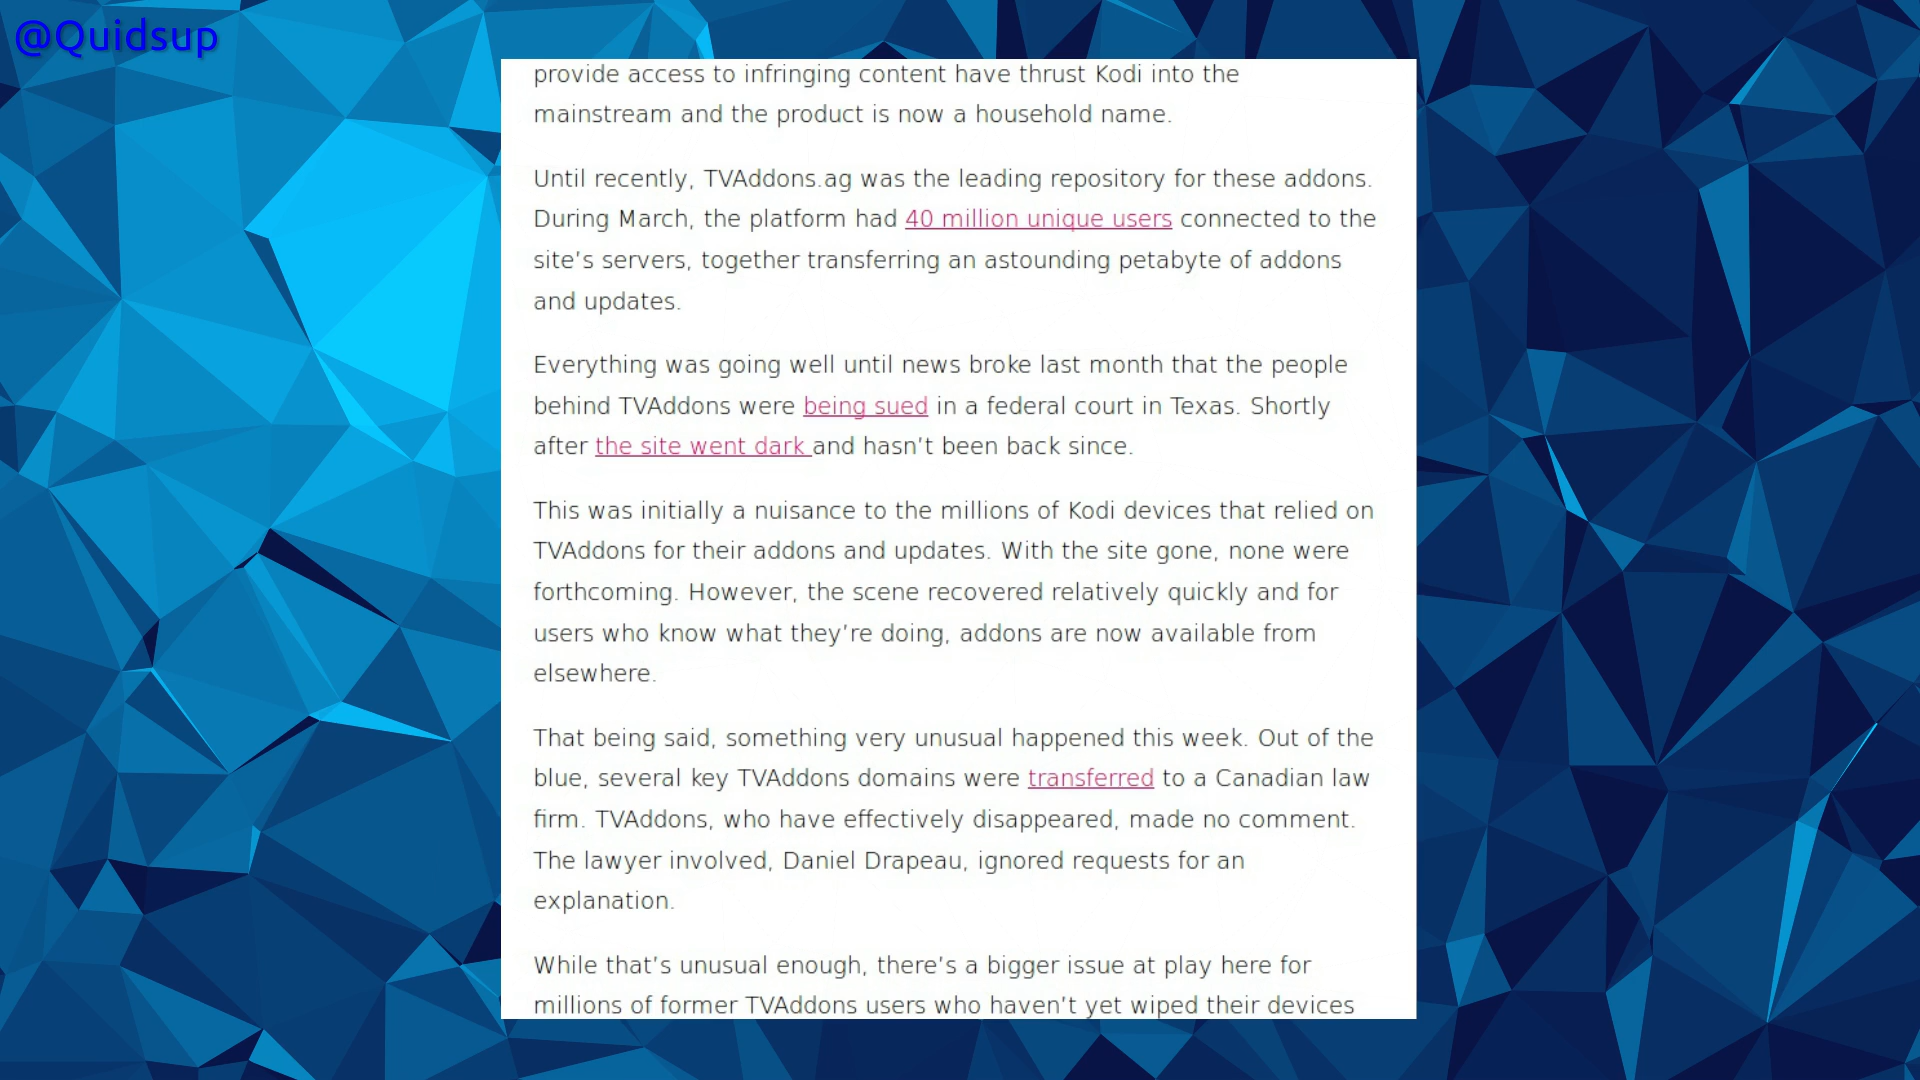 @Quidsup
provide access to infringing content have thrust Kodi into the
mainstream and the product is now a household name.
Until recently, TVAddons.ag was the leading repository for these addons.
During March, the platform had 40 million unique users connected to the
site’s servers, together transferring an astounding petabyte of addons
and updates.
Everything was going well until news broke last month that the people
behind TVAddons were being sued in a federal court in Texas. Shortly
after the site went dark and hasn’t been back since.
This was initially a nuisance to the millions of Kodi devices that relied on
TVAddons for their addons and updates. With the site gone, none were
forthcoming. However, the scene recovered relatively quickly and for
users who know what they’re doing, addons are now available from
elsewhere.
That being said, something very unusual happened this week. Out of the
blue, several key TVAddons domains were transferred to a Canadian law
firm. TVAddons, who have effectively disappeared, made no comment.
The lawyer involved, Daniel Drapeau, ignored requests for an
explanation.
While that’s unusual enough, there’s a bigger issue at play here for
millions of former TVAddons users who haven’t yet wiped their devices